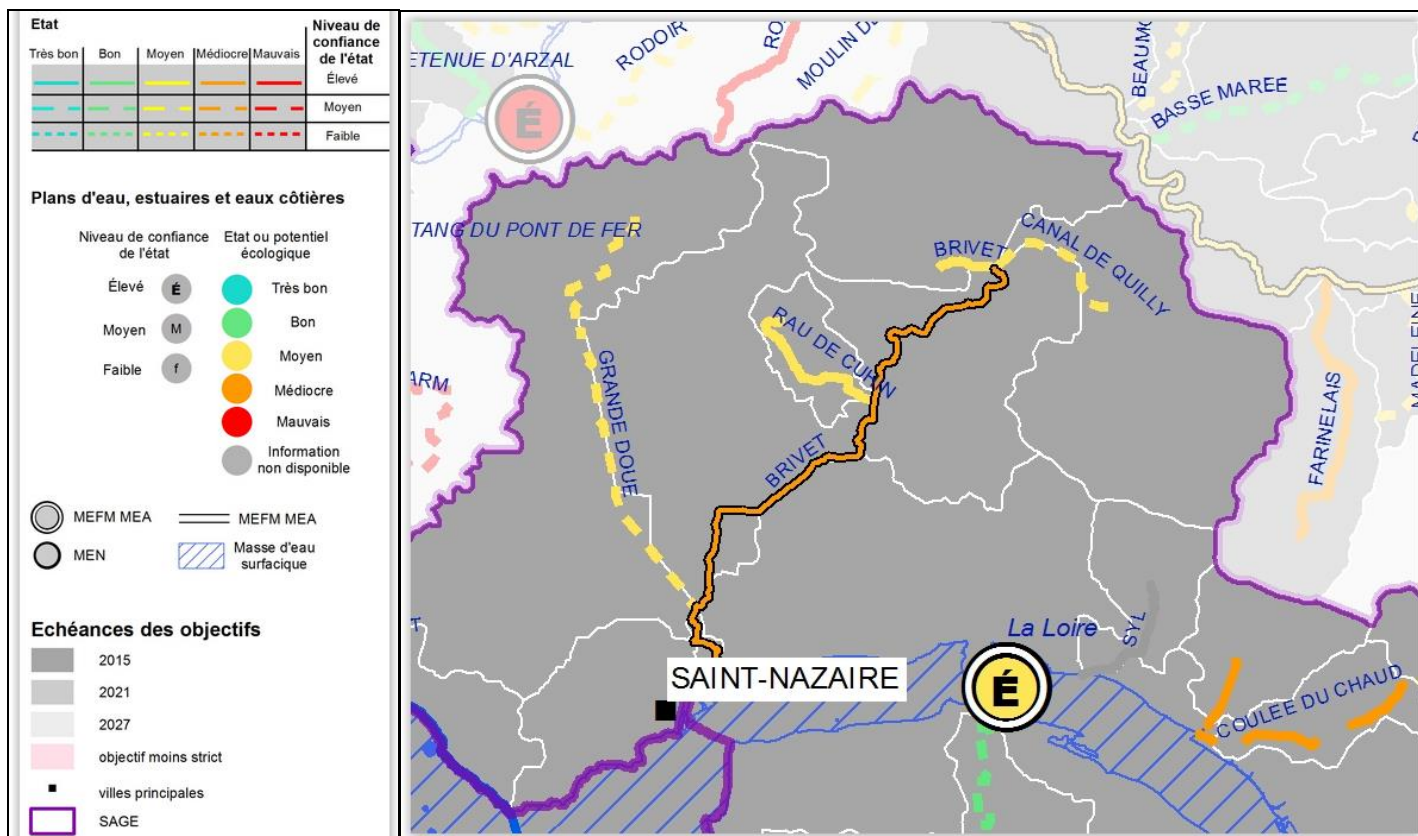 Etat
Niveau de
confiance
de l'état
Très bon
Bon
Moyen
Médiocre
Mauvais
Élevé
Moyen
Faible
Plans d'eau, estuaires et eaux côtières
Niveau de confiance
de l'état
Etat ou potentiel
écologique
Élevé
É
Très bon
Bon
Moyen
M
Moyen
Faible
f
Médiocre
Mauvais
Information
non disponible
MEFM MEA
MEFM MEA
MEN
Masse d'eau
surfacique
Echéances des objectifs
2015
2021
2027
objectif moins strict
villes principales
SAGE
ETENUE D'ARZAL
RODOIR
RO
MOULIN DE
BEAUMO
BASSE MAREE
É
TANG DU PONT DE FER
BRIVET
CANAL DE QUILLY
RAU DE CUHIN
GRANDE DOUE
BRIVET
ARM
FARINELAIS
MADELEINE
La Loire
SYL
SAINT-NAZAIRE
É
COULEE DU CHAUD